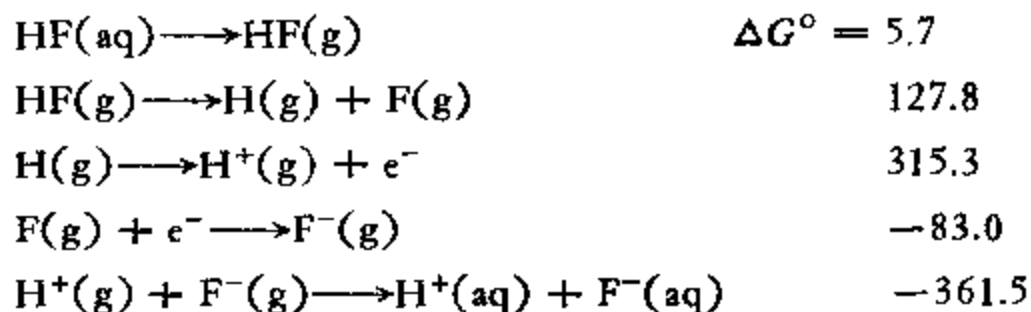 HF(aq)⟶HF(g) ΔG° = 5.7
HF(g)⟶H(g) + F(g) 127.8
H(g)⟶H⁺(g) + e⁻ 315.3
F(g) + e⁻⟶F⁻(g) −83.0
H⁺(g) + F⁻(g)⟶H⁺(aq) + F⁻(aq) −361.5